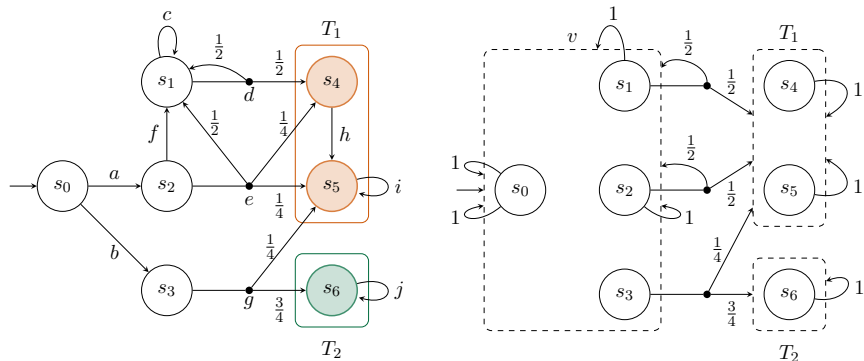 c
1/2
T₁
s₁
1/2
s₄
d
f
1/2
1/4
h
s₀
a
s₂
e
s₅
i
1/4
b
1/4
s₃
g
3/4
s₆
j
T₂
1
v
1/2
T₁
s₁
1/2
s₄
1
1
s₀
1
1/2
s₂
1
1/2
s₅
1
1/4
s₃
3/4
s₆
1
T₂